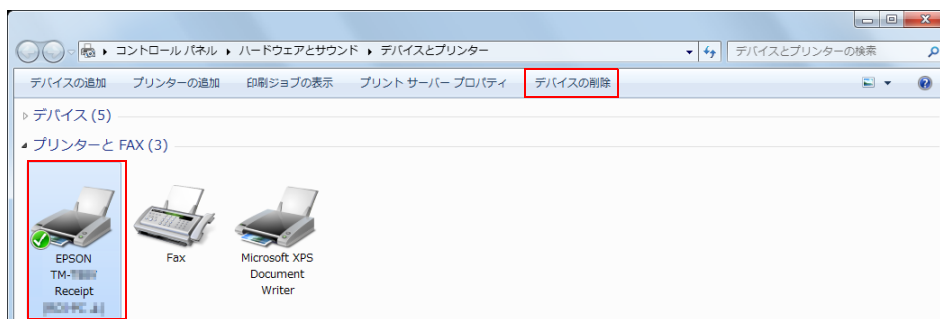 コントロール パネル ▸ ハードウェアとサウンド ▸ デバイスとプリンター
デバイスとプリンターの検索
デバイスの追加 プリンターの追加 印刷ジョブの表示 プリント サーバー プロパティ デバイスの削除
デバイス (5)
プリンターと FAX (3)
EPSON
TM-
Receipt
Fax
Microsoft XPS
Document
Writer